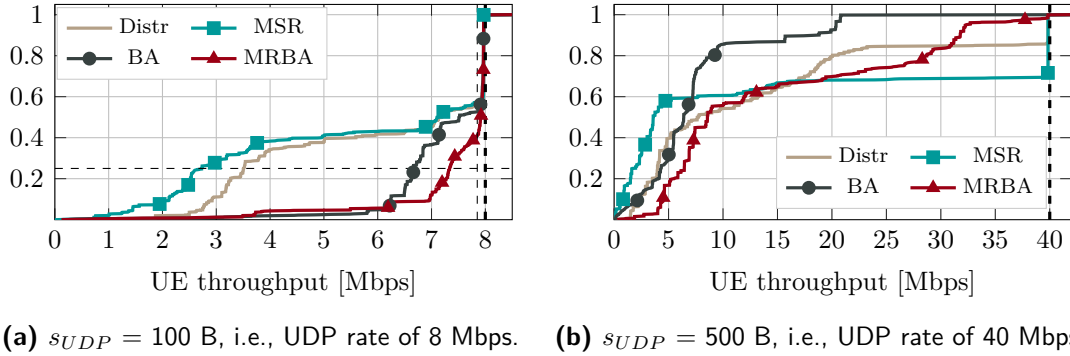 1
0.8
0.6
0.4
0.2
Distr
MSR
BA
MRBA
0 1 2 3 4 5 6 7 8
UE throughput [Mbps]
(a) s_UDP = 100 B, i.e., UDP rate of 8 Mbps.
1
0.8
0.6
0.4
0.2
Distr
MSR
BA
MRBA
0 5 10 15 20 25 30 35 40
UE throughput [Mbps]
(b) s_UDP = 500 B, i.e., UDP rate of 40 Mbps